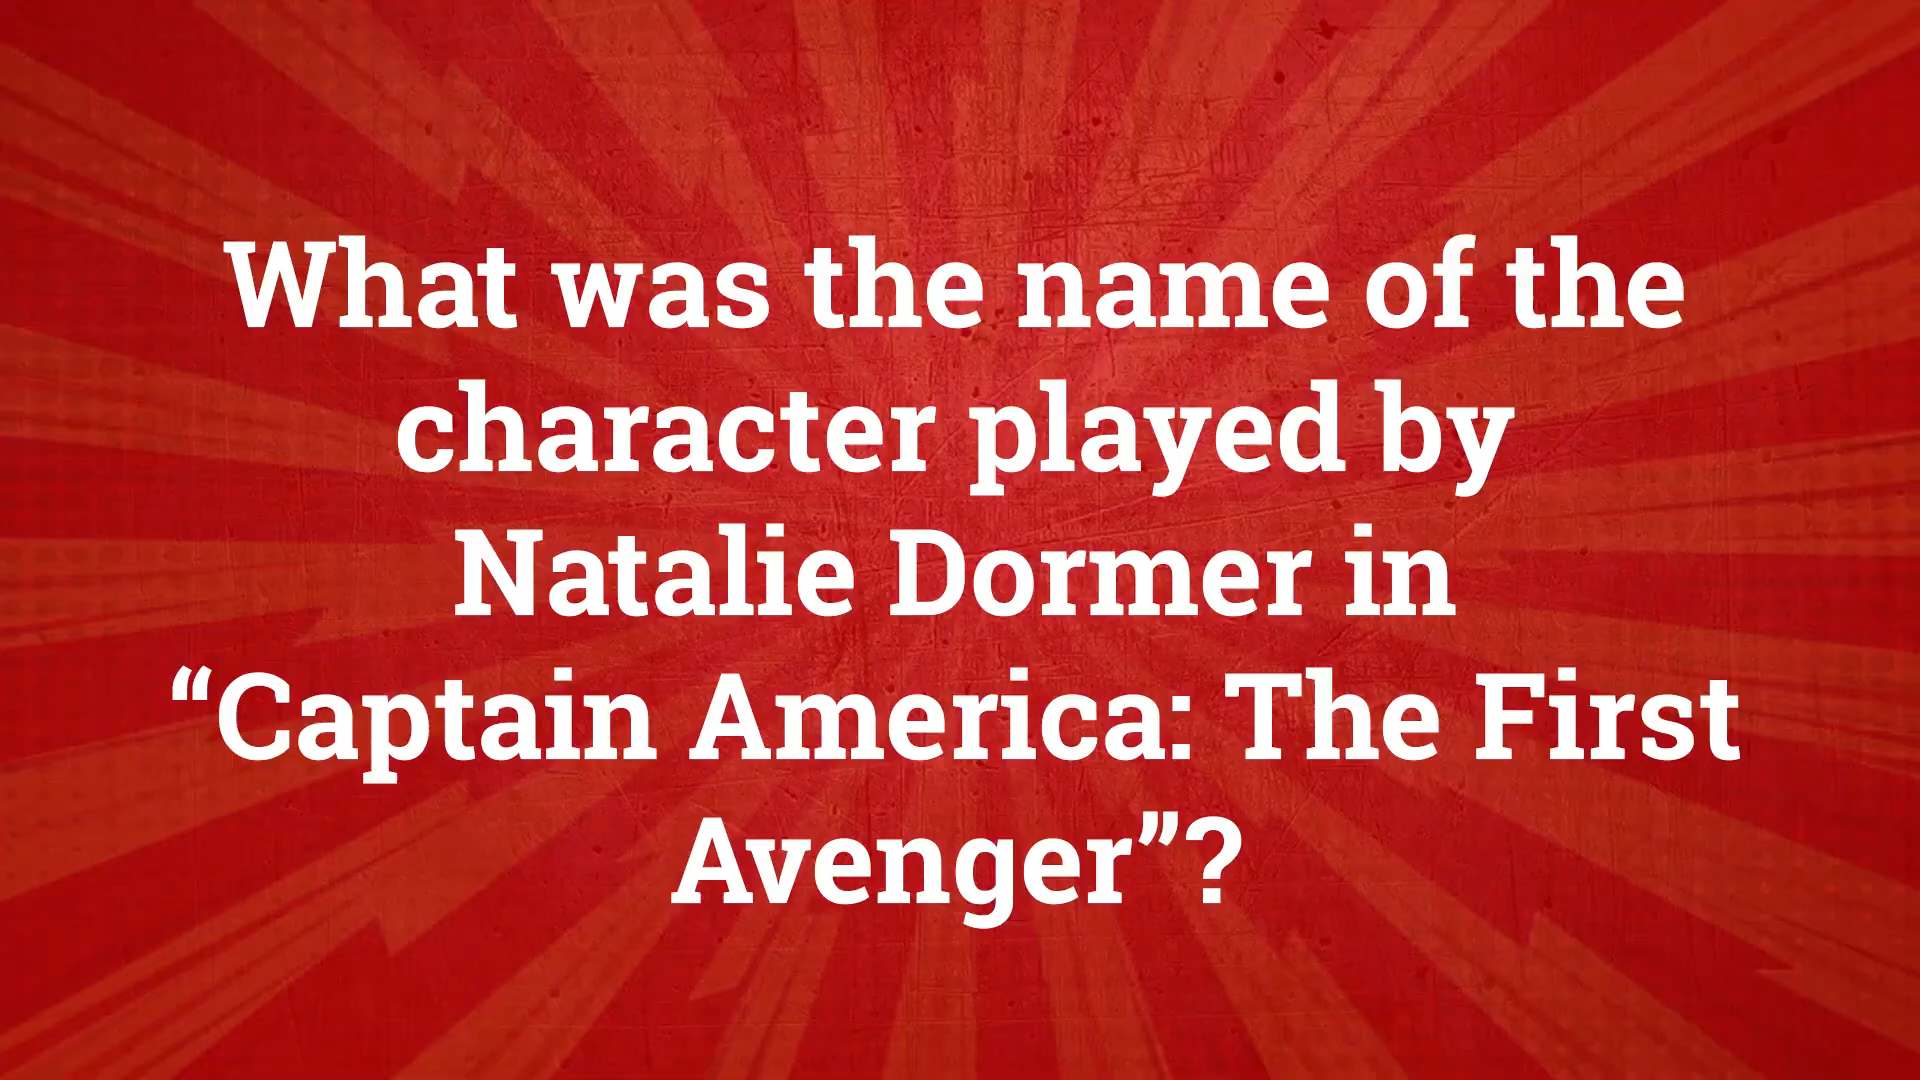 What was the name of the
character played by
Natalie Dormer in
“Captain America: The First
Avenger”?